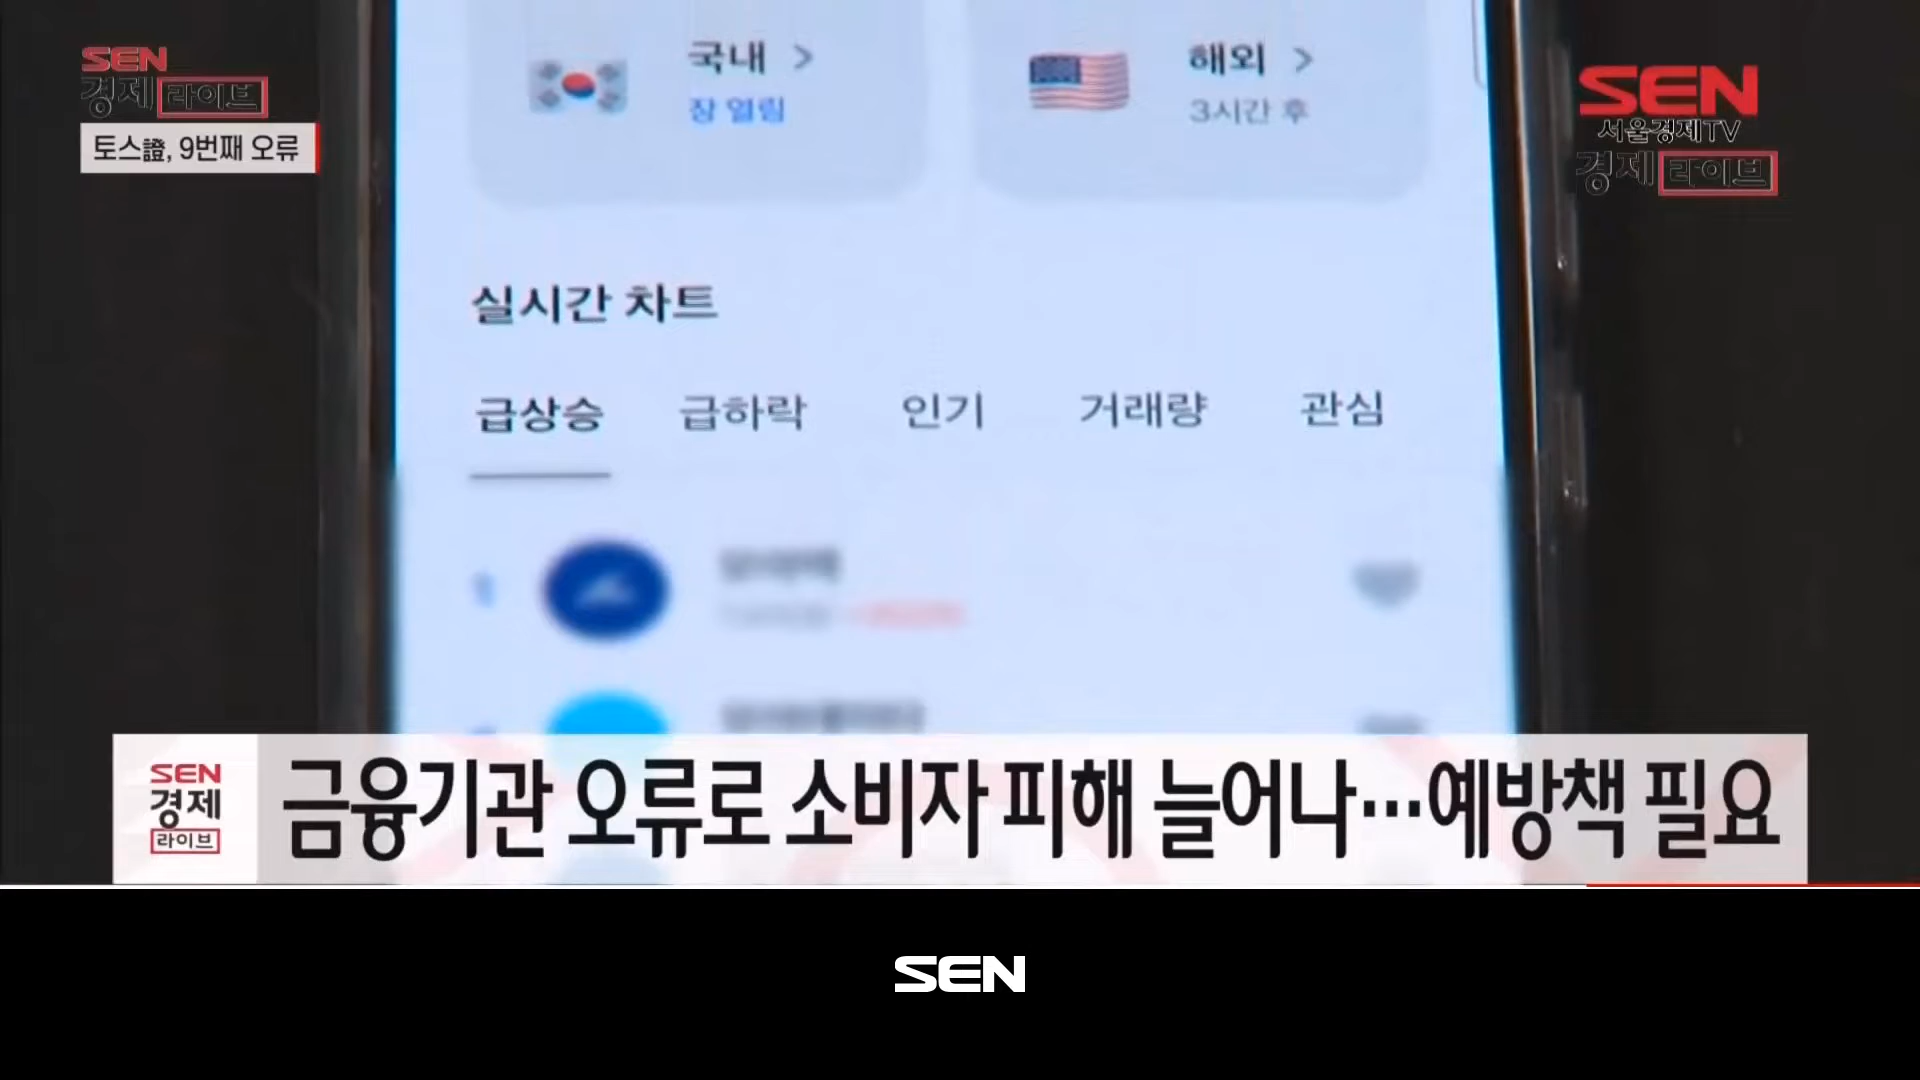 SEN
경제 라이브
토스證, 9번째 오류
SEN
서울경제TV
경제 라이브
국내 >
장 열림
해외 >
3시간 후
실시간 차트
급상승 급하락 인기 거래량 관심
1
SEN
경제
라이브
금융기관 오류로 소비자 피해 늘어나…예방책 필요
SEN